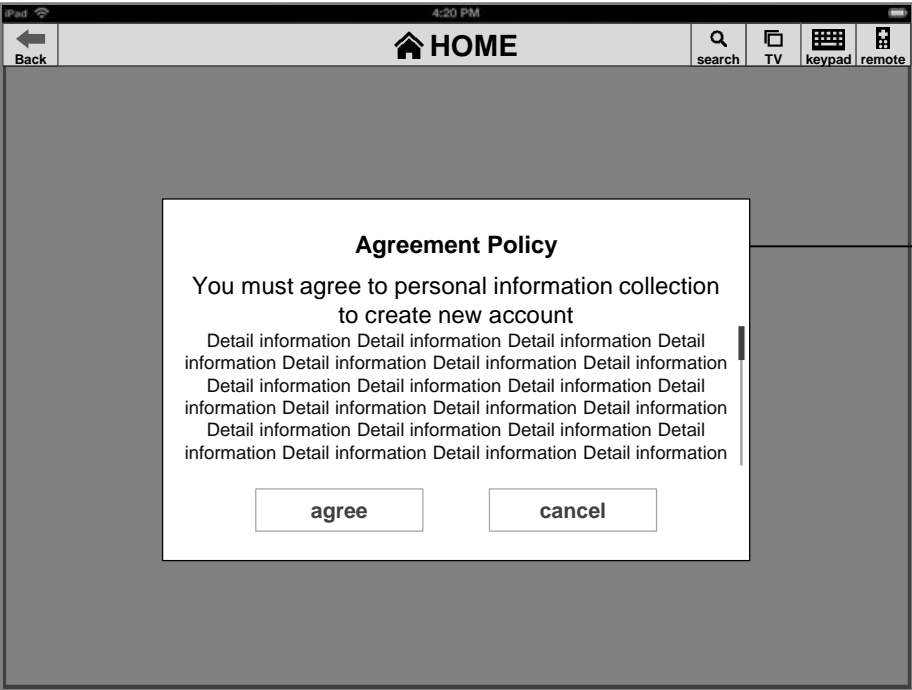 iPad 4:20 PM
Back HOME search TV keypad remote
Agreement Policy
You must agree to personal information collection
to create new account
Detail information Detail information Detail information Detail
information Detail information Detail information Detail information
Detail information Detail information Detail information Detail
information Detail information Detail information Detail information
Detail information Detail information Detail information Detail
information Detail information Detail information Detail information
agree cancel